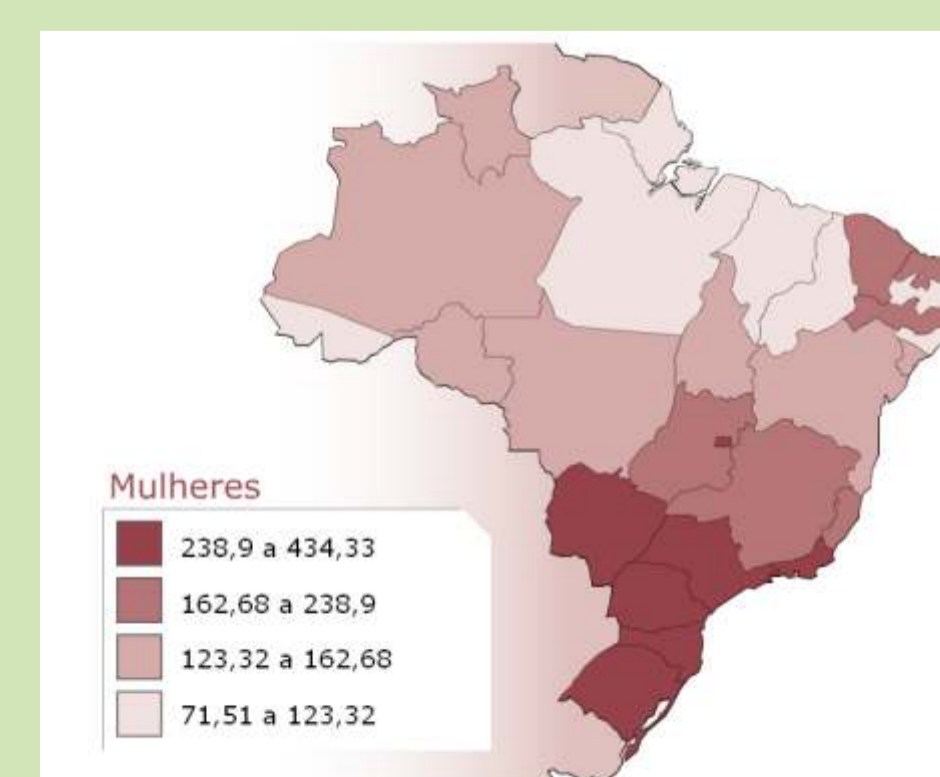 Mulheres
238,9 a 434,33
162,68 a 238,9
123,32 a 162,68
71,51 a 123,32